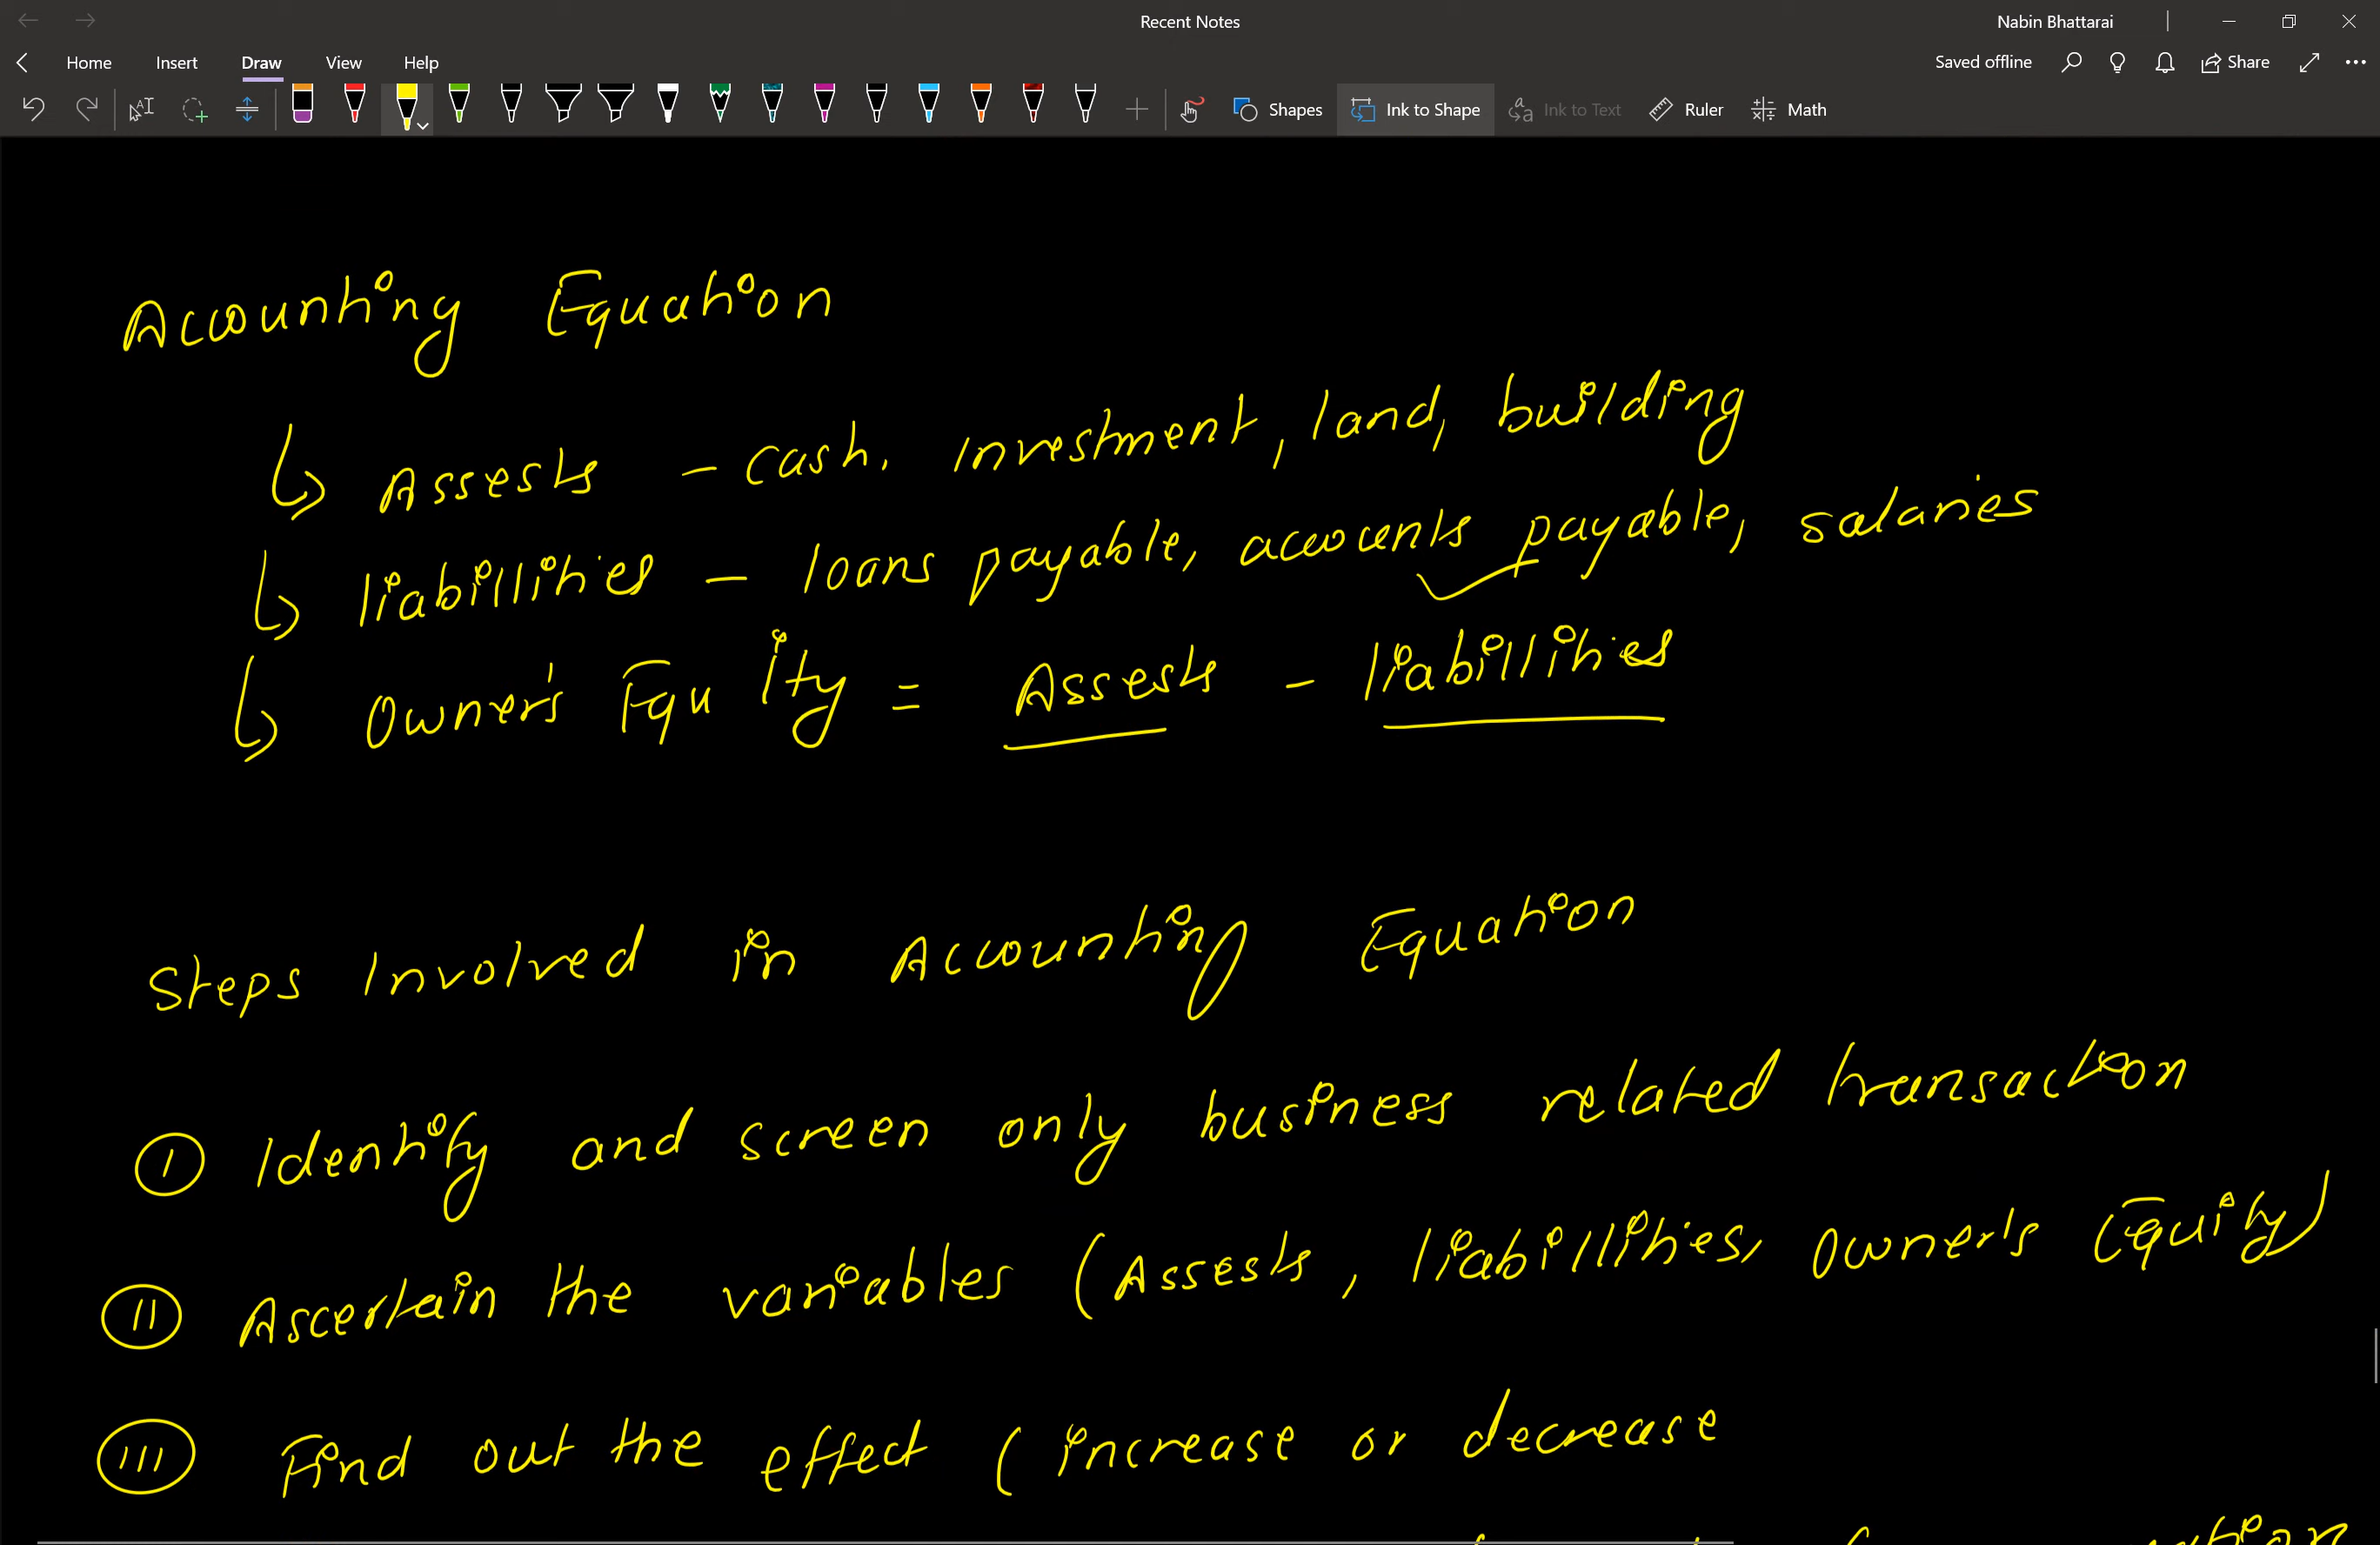 Recent Notes
Nabin Bhattarai
Home Insert Draw View Help
Saved offline Share
Shapes Ink to Shape Ink to Text Ruler Math
Accounting Equation
Assests - cash, investment, land, building
liabillities - loans payable, accounts payable, salaries
Owner's Equity = Assests - liabillities
Steps Involved in Accounting Equation
I Identify and screen only business related transaction
II Ascertain the variables (Assests, liabillities, Owner's Equity)
III Find out the effect (increase or decrease